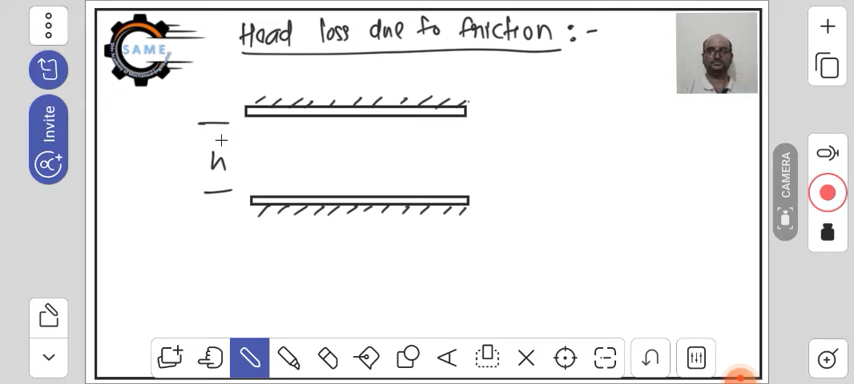 Head loss due to friction :-
SAME
h
Invite
CAMERA